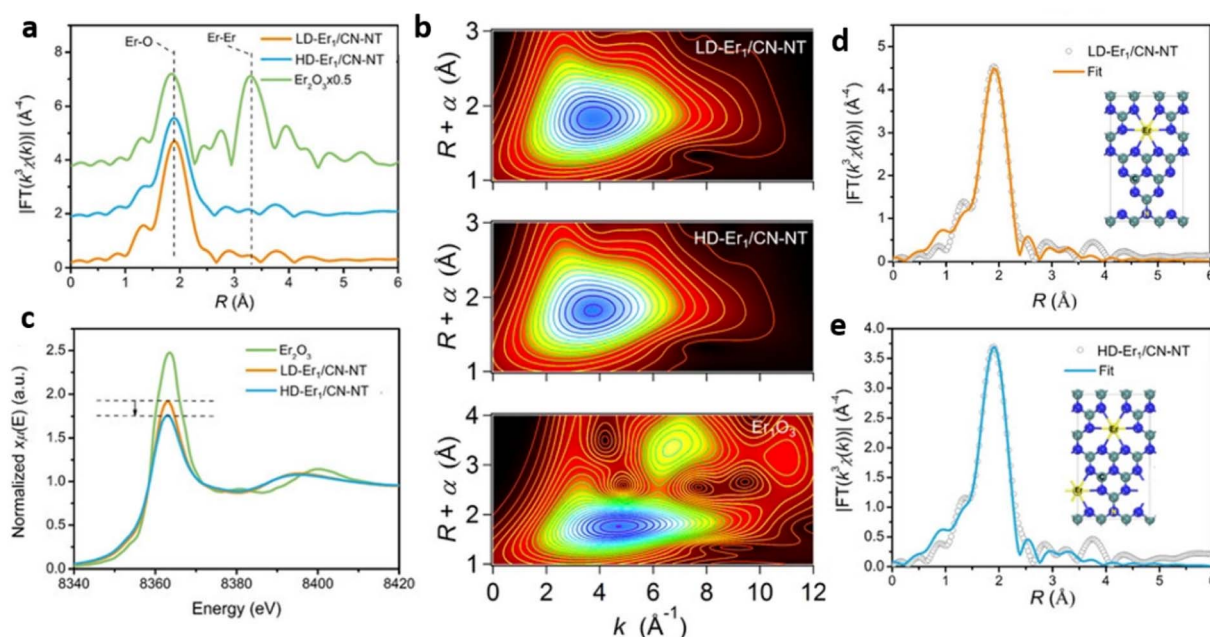 a
Er-O
Er-Er
LD-Er₁/CN-NT
HD-Er₁/CN-NT
Er₂O₃x0.5
|FT(k³χ(k))| (Å⁻⁴)
8
6
4
2
0
0 1 2 3 4 5 6
R (Å)
b
LD-Er₁/CN-NT
R + α (Å)
3
2
1
HD-Er₁/CN-NT
R + α (Å)
3
2
1
Er₁O₃
R + α (Å)
4
3
2
1
0 2 4 6 8 10 12
k (Å⁻¹)
c
Er₂O₃
LD-Er₁/CN-NT
HD-Er₁/CN-NT
Normalized xμ(E) (a.u.)
2.5
2.0
1.5
1.0
0.5
0.0
8340 8360 8380 8400 8420
Energy (eV)
d
LD-Er₁/CN-NT
Fit
Er
C
N
|FT(k³χ(k))| (Å⁻⁴)
5
4
3
2
1
0
0 1 2 3 4 5 6
R (Å)
e
HD-Er₁/CN-NT
Fit
Er
Er
C
N
|FT(k³χ(k))| (Å⁻⁴)
4.0
3.5
3.0
2.5
2.0
1.5
1.0
0.5
0.0
0 1 2 3 4 5 6
R (Å)